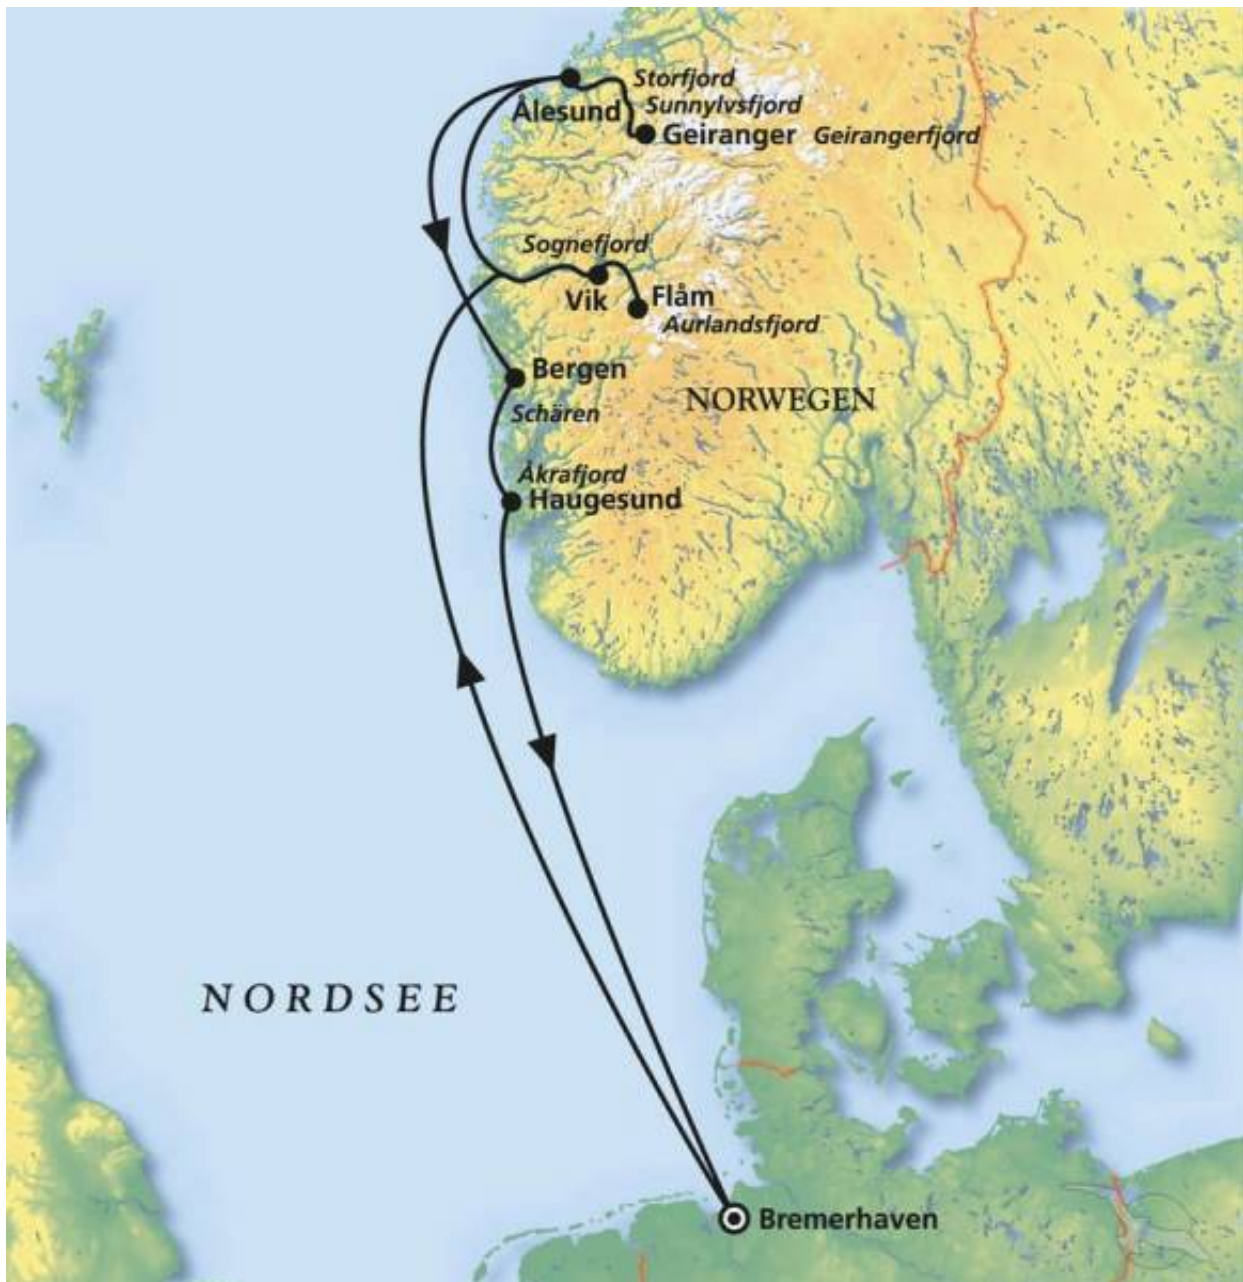 Storfjord
Sunnylvsfjord
Ålesund
Geiranger Geirangerfjord
Sognefjord
Vik
Flåm
Aurlandsfjord
Bergen
NORWEGEN
Schären
Åkrafjord
Haugesund
NORDSEE
Bremerhaven